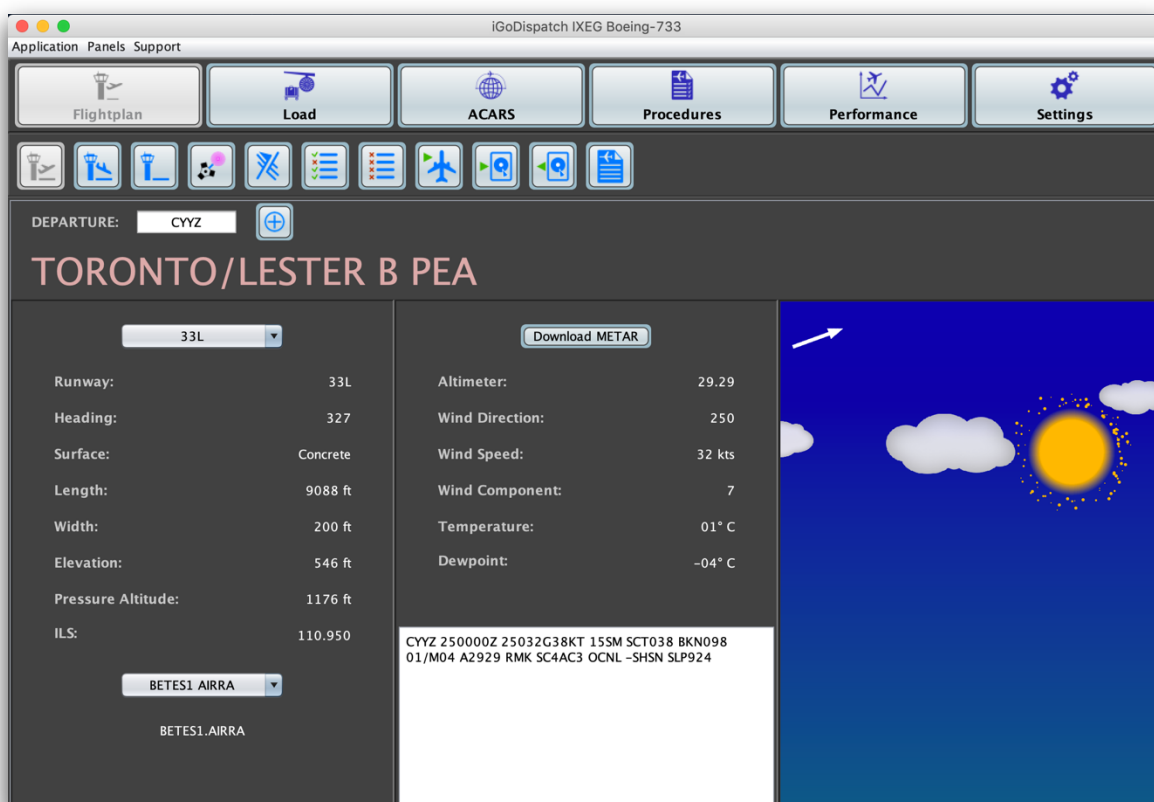 iGoDispatch IXEG Boeing-733
Application Panels Support
Flightplan Load ACARS Procedures Performance Settings
DEPARTURE: CYYZ
TORONTO/LESTER B PEA
33L
Runway: 33L
Heading: 327
Surface: Concrete
Length: 9088 ft
Width: 200 ft
Elevation: 546 ft
Pressure Altitude: 1176 ft
ILS: 110.950
BETES1 AIRRA
BETES1.AIRRA
Download METAR
Altimeter: 29.29
Wind Direction: 250
Wind Speed: 32 kts
Wind Component: 7
Temperature: 01° C
Dewpoint: -04° C
CYYZ 250000Z 25032G38KT 15SM SCT038 BKN098
01/M04 A2929 RMK SC4AC3 OCNL -SHSN SLP924